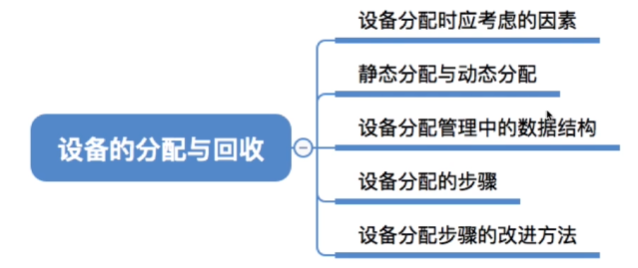 设备的分配与回收
设备分配时应考虑的因素
静态分配与动态分配
设备分配管理中的数据结构
设备分配的步骤
设备分配步骤的改进方法